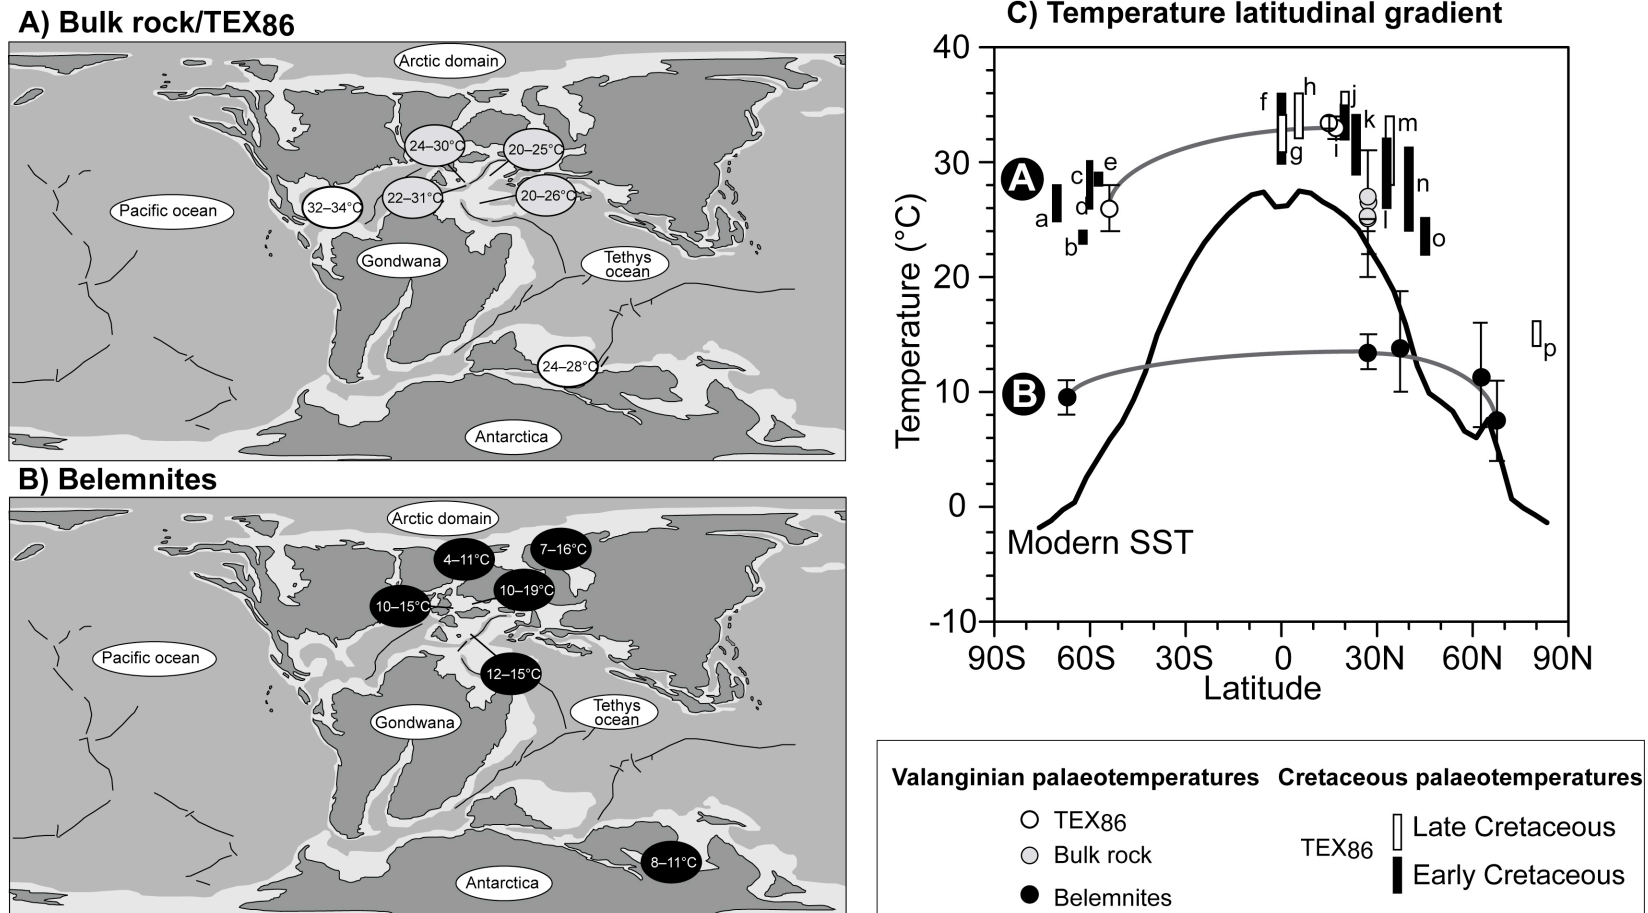 A) Bulk rock/TEX86
Arctic domain
24–30°C
20–25°C
22–31°C
20–26°C
32–34°C
Pacific ocean
Gondwana
Tethys
ocean
24–28°C
Antarctica
B) Belemnites
Arctic domain
4–11°C
7–16°C
10–19°C
10–15°C
12–15°C
Pacific ocean
Gondwana
Tethys
ocean
8–11°C
Antarctica
C) Temperature latitudinal gradient
Temperature (°C)
40
30
20
10
0
-10
f
h
j
k
m
g
i
l
n
o
p
a
b
c
d
e
A
B
Modern SST
90S
60S
30S
0
30N
60N
90N
Latitude
Valanginian palaeotemperatures
TEX86
Bulk rock
Belemnites
Cretaceous palaeotemperatures
TEX86
Late Cretaceous
Early Cretaceous